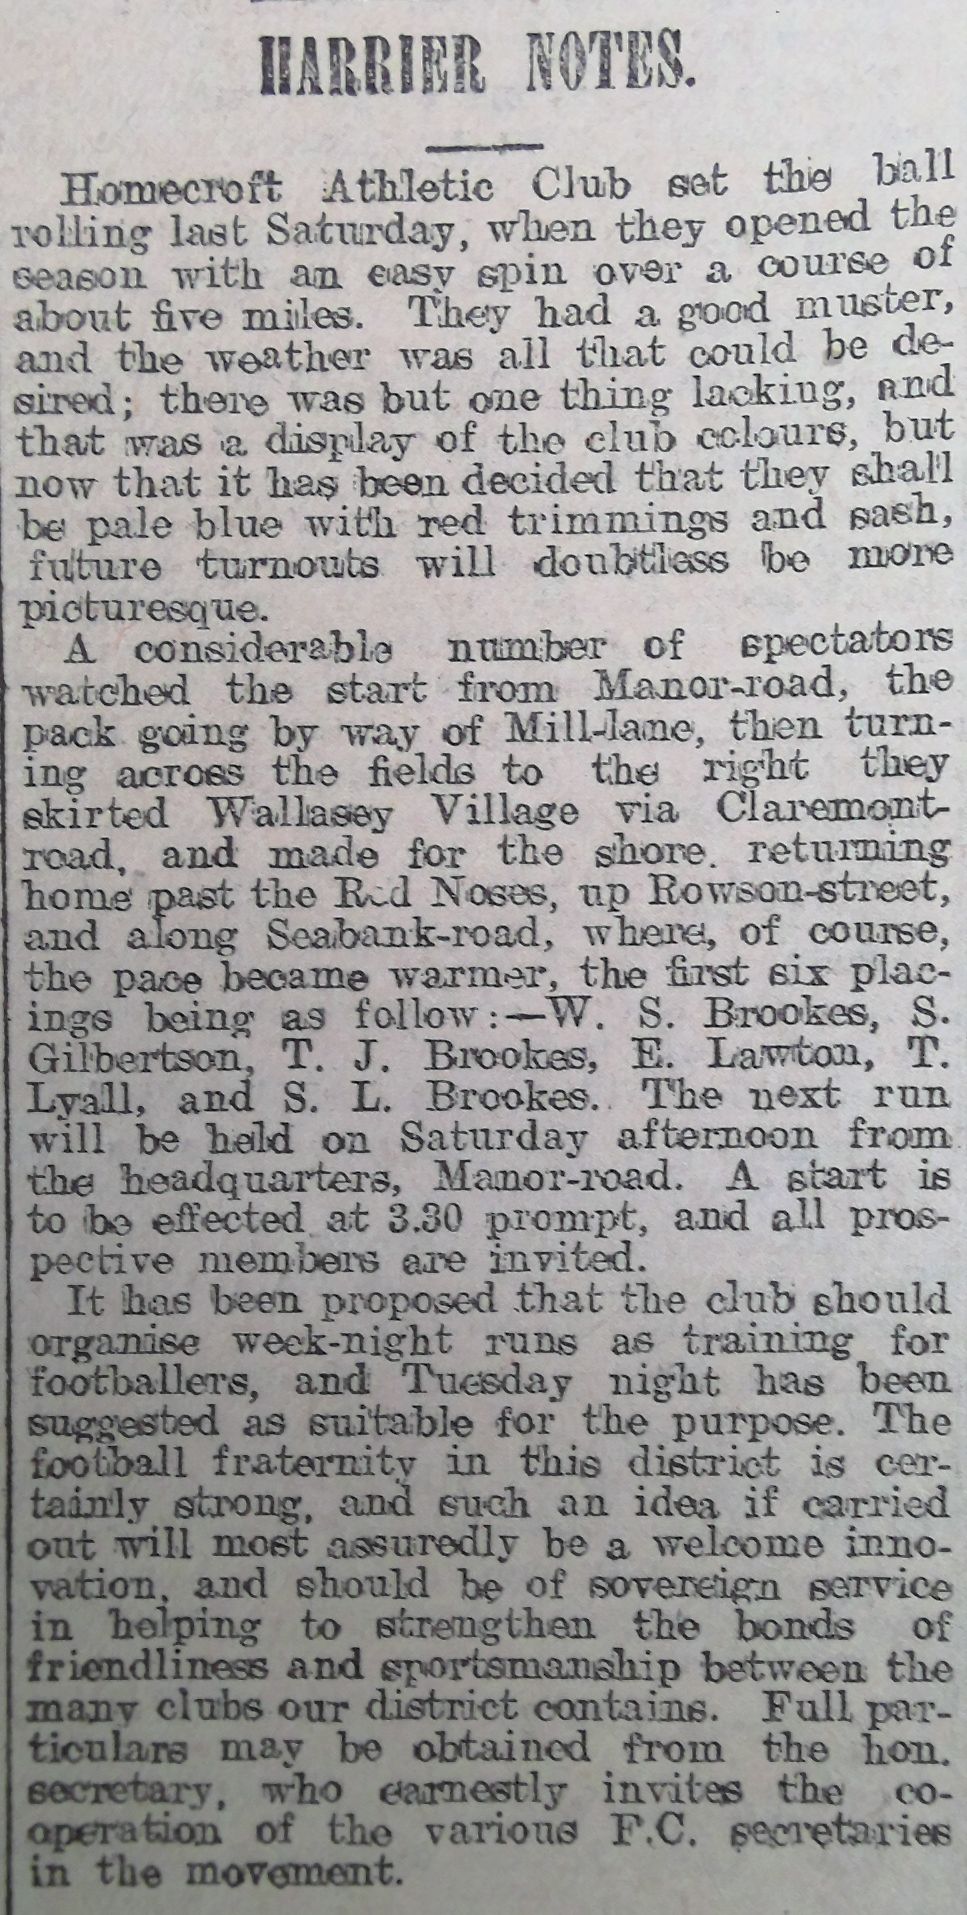 HARRIER NOTES.
Homecroft Athletic Club set the ball
rolling last Saturday, when they opened the
season with an easy spin over a course of
about five miles. They had a good muster,
and the weather was all that could be de-
sired; there was but one thing lacking, and
that was a display of the club colours, but
now that it has been decided that they shall
be pale blue with red trimmings and sash,
future turnouts will doubtless be more
picturesque.
A considerable number of spectators
watched the start from Manor-road, the
pack going by way of Mill-lane, then turn-
ing across the fields to the right they
skirted Wallasey Village via Claremont-
road, and made for the shore. returning
home past the Red Noses, up Rowson-street,
and along Seabank-road, where, of course,
the pace became warmer, the first six plac-
ings being as follow:—W. S. Brookes, S.
Gilbertson, T. J. Brookes, E. Lawton, T.
Lyall, and S. L. Brookes. The next run
will be held on Saturday afternoon from
the headquarters, Manor-road. A start is
to be effected at 3.30 prompt, and all pros-
pective members are invited.
It has been proposed that the club should
organise week-night runs as training for
footballers, and Tuesday night has been
suggested as suitable for the purpose. The
football fraternity in this district is cer-
tainly strong, and such an idea if carried
out will most assuredly be a welcome inno-
vation, and should be of sovereign service
in helping to strengthen the bonds of
friendliness and sportsmanship between the
many clubs our district contains. Full par-
ticulars may be obtained from the hon.
secretary, who earnestly invites the co-
operation of the various F.C. secretaries
in the movement.